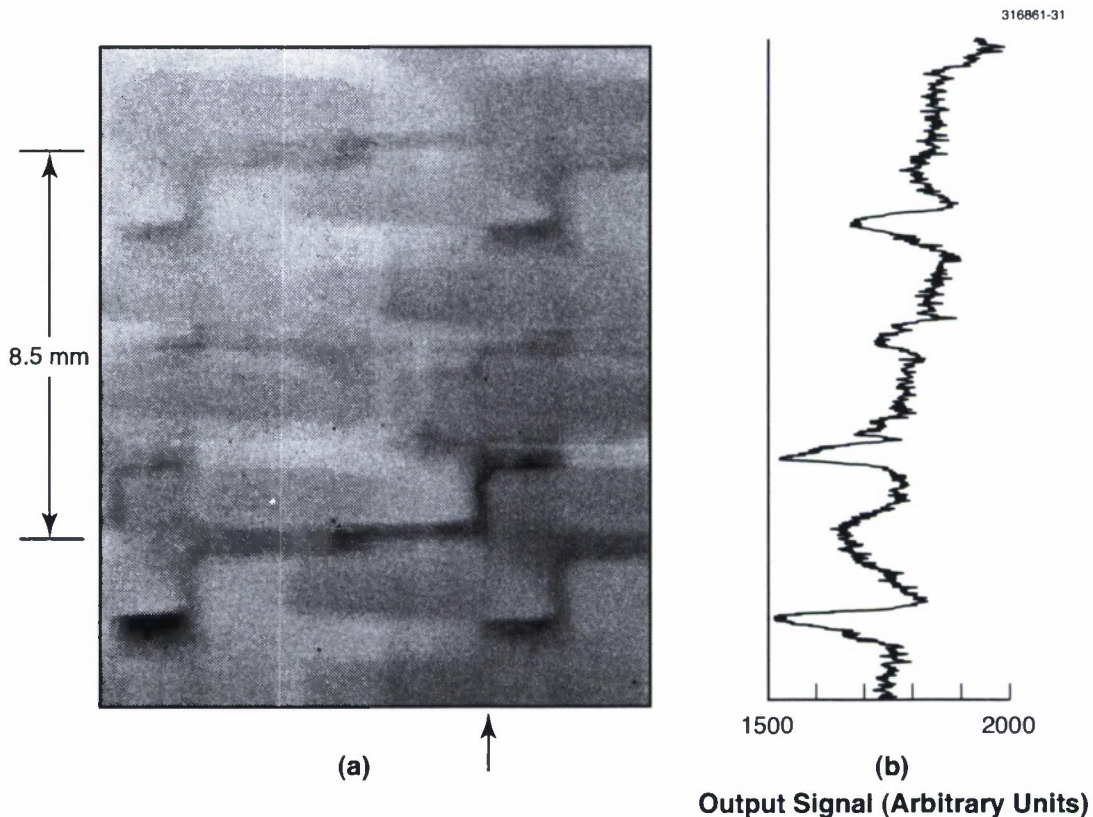 316861-31
8.5 mm
1500 2000
(a)
(b)
Output Signal (Arbitrary Units)